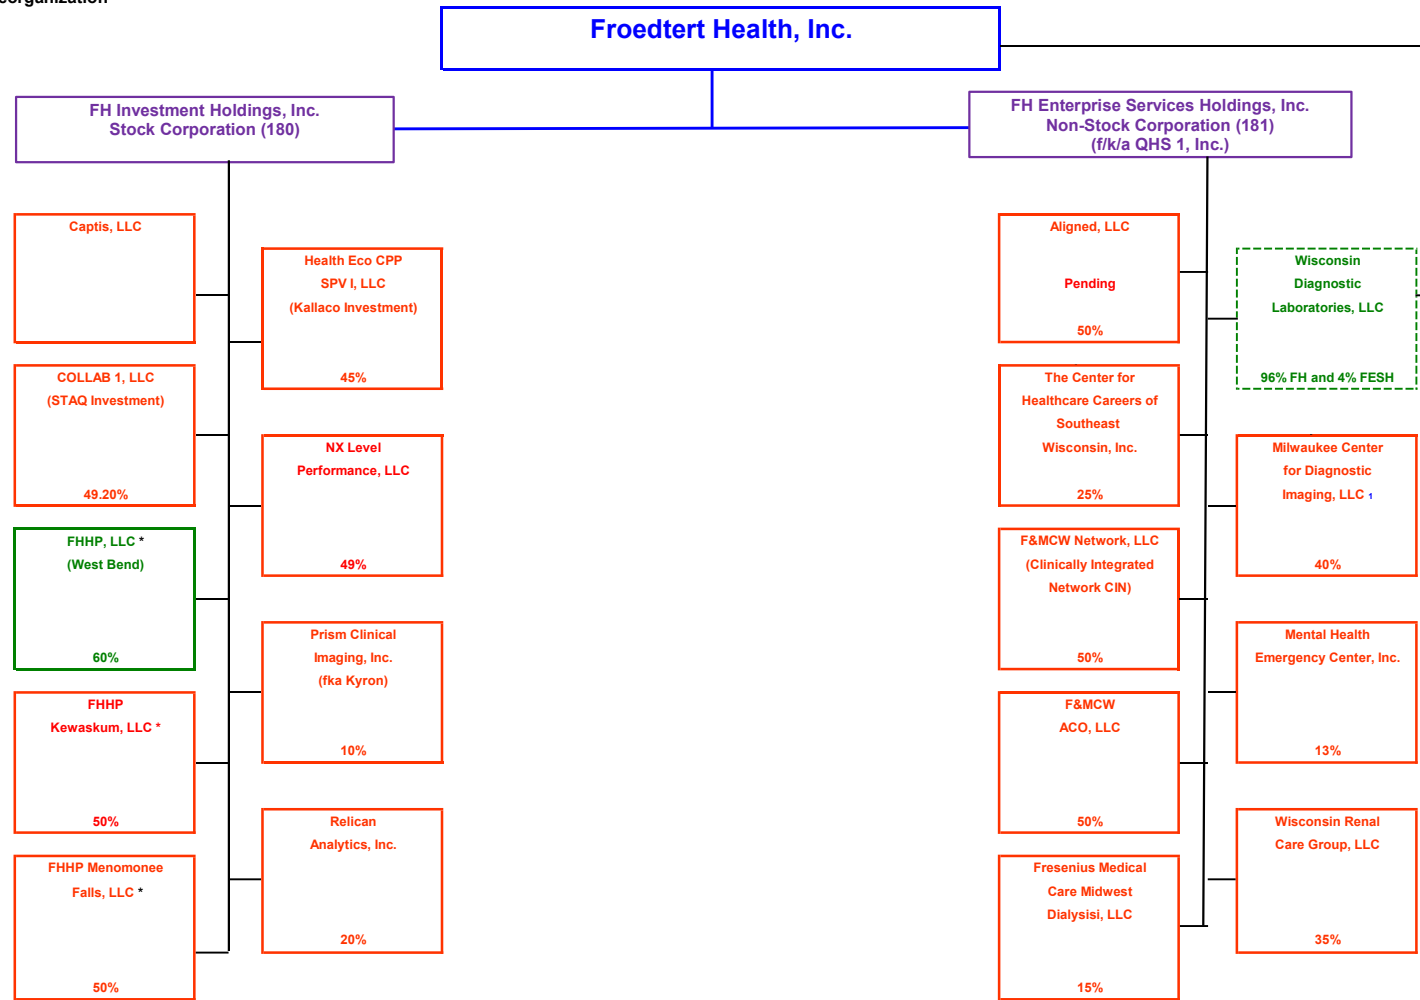 eorganization
Froedtert Health, Inc.
FH Investment Holdings, Inc.
Stock Corporation (180)
FH Enterprise Services Holdings, Inc.
Non-Stock Corporation (181)
(f/k/a QHS 1, Inc.)
Captis, LLC
Health Eco CPP
SPV I, LLC
(Kallaco Investment)
45%
COLLAB 1, LLC
(STAQ Investment)
49.20%
NX Level
Performance, LLC
49%
FHHP, LLC *
(West Bend)
60%
Prism Clinical
Imaging, Inc.
(fka Kyron)
10%
FHHP
Kewaskum, LLC *
50%
Relican
Analytics, Inc.
20%
FHHP Menomonee
Falls, LLC *
50%
Aligned, LLC
Pending
50%
Wisconsin
Diagnostic
Laboratories, LLC
96% FH and 4% FESH
The Center for
Healthcare Careers of
Southeast
Wisconsin, Inc.
25%
Milwaukee Center
for Diagnostic
Imaging, LLC 1
40%
F&MCW Network, LLC
(Clinically Integrated
Network CIN)
50%
Mental Health
Emergency Center, Inc.
13%
F&MCW
ACO, LLC
50%
Wisconsin Renal
Care Group, LLC
35%
Fresenius Medical
Care Midwest
Dialysisi, LLC
15%